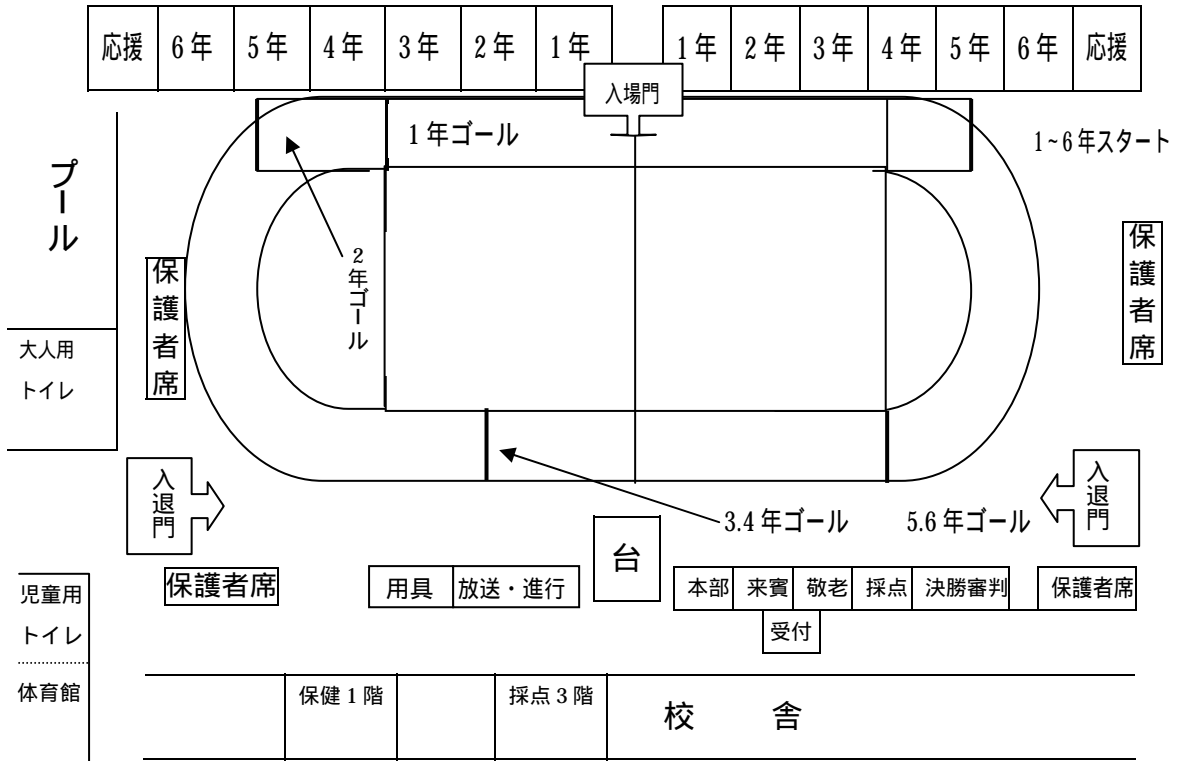 応援 6年 5年 4年 3年 2年 1年 1年 2年 3年 4年 5年 6年 応援
入場門
1年ゴール
1~6年スタート
プール
2年ゴール
保護者席
保護者席
大人用
トイレ
入退門
入退門
3.4年ゴール
5.6年ゴール
台
保護者席
用具 放送・進行
本部 来賓 敬老 採点 決勝審判 保護者席
受付
児童用
トイレ
体育館
保健1階
採点3階
校舎